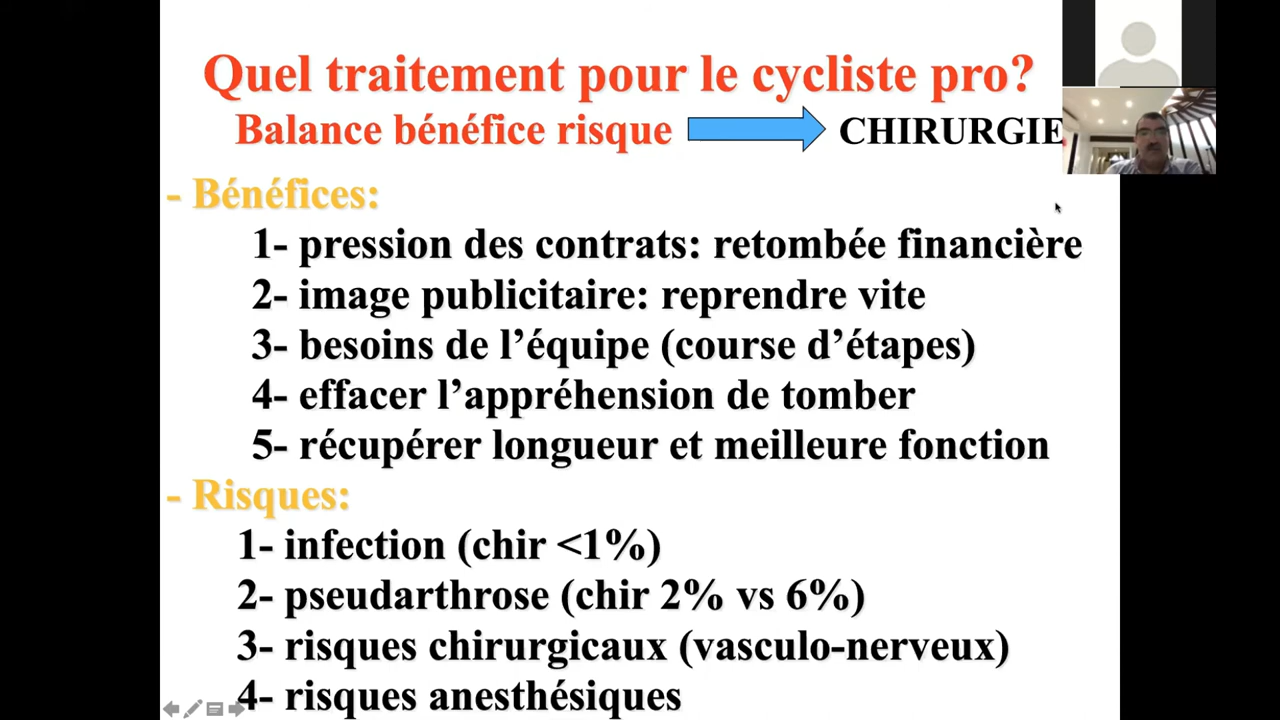 Quel traitement pour le cycliste pro?
Balance bénéfice risque CHIRURGIE
- Bénéfices:
1- pression des contrats: retombée financière
2- image publicitaire: reprendre vite
3- besoins de l’équipe (course d’étapes)
4- effacer l’appréhension de tomber
5- récupérer longueur et meilleure fonction
- Risques:
1- infection (chir <1%)
2- pseudarthrose (chir 2% vs 6%)
3- risques chirurgicaux (vasculo-nerveux)
4- risques anesthésiques